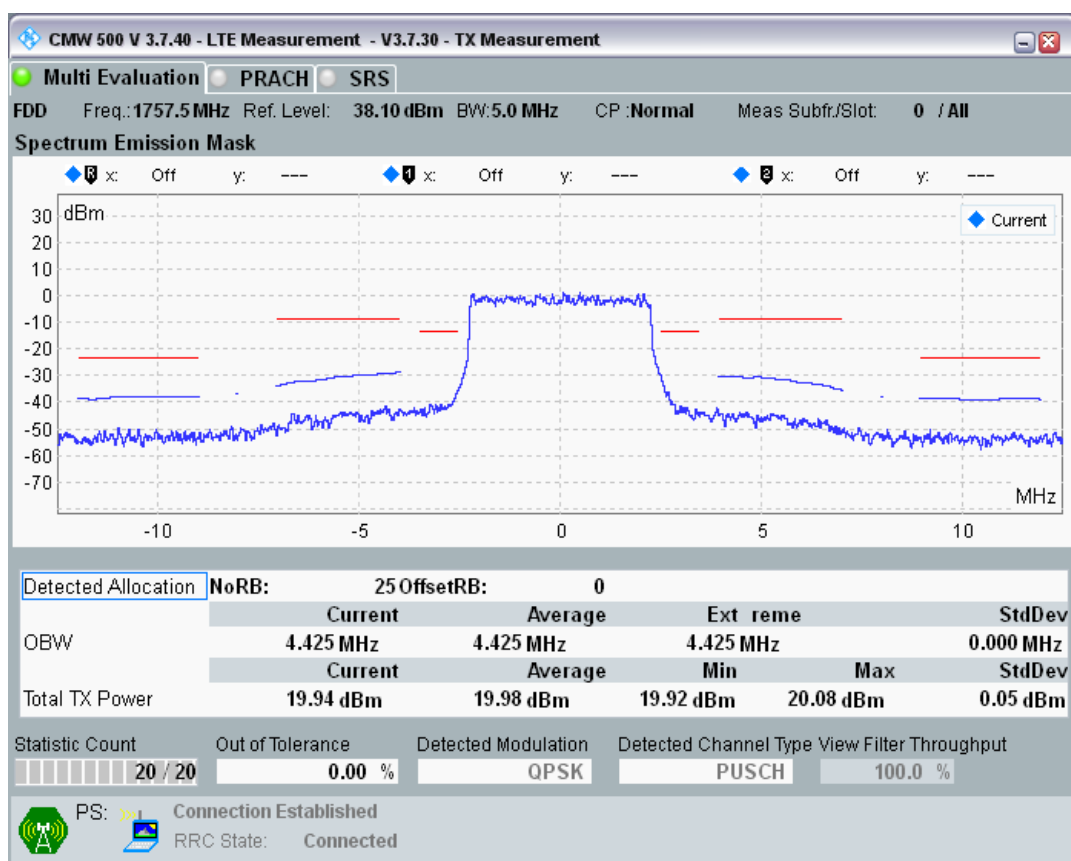 CMW 500 V 3.7.40 - LTE Measurement - V3.7.30 - TX Measurement
Multi Evaluation PRACH SRS
FDD Freq.: 1757.5 MHz Ref. Level: 38.10 dBm BW: 5.0 MHz CP : Normal Meas Subfr./Slot: 0 / All
Spectrum Emission Mask
R x: Off y: --- 1 x: Off y: --- 2 x: Off y: ---
dBm
Current
30
20
10
0
-10
-20
-30
-40
-50
-60
-70
MHz
-10 -5 0 5 10
Detected Allocation NoRB: 25 OffsetRB: 0
Current Average Ext reme StdDev
OBW 4.425 MHz 4.425 MHz 4.425 MHz 0.000 MHz
Current Average Min Max StdDev
Total TX Power 19.94 dBm 19.98 dBm 19.92 dBm 20.08 dBm 0.05 dBm
Statistic Count Out of Tolerance Detected Modulation Detected Channel Type View Filter Throughput
20 / 20 0.00 % QPSK PUSCH 100.0 %
PS: Connection Established
RRC State: Connected